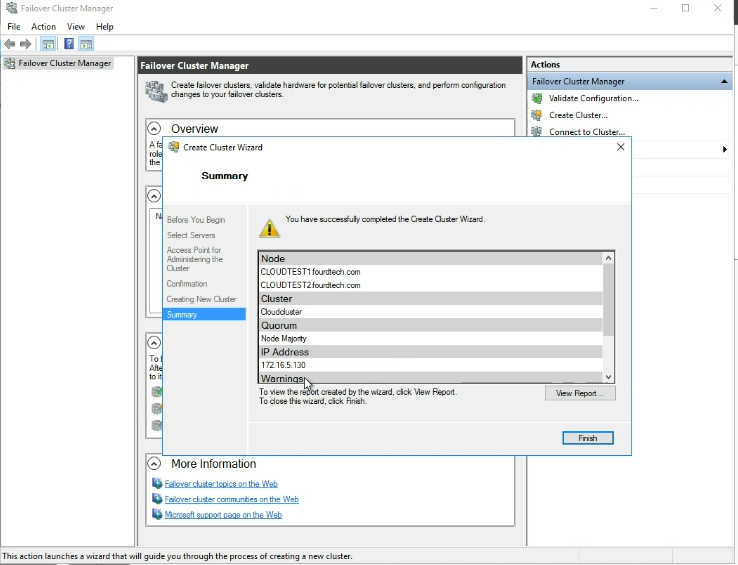 Failover Cluster Manager
File Action View Help
Failover Cluster Manager
Failover Cluster Manager
Create failover clusters, validate hardware for potential failover clusters, and perform configuration
changes to your failover clusters.
Overview
A fa
role
the
Actions
Failover Cluster Manager
Validate Configuration...
Create Cluster...
Connect to Cluster...
Create Cluster Wizard
Summary
Before You Begin
Select Servers
Access Point for
Administering the
Cluster
Confirmation
Creating New Cluster
Summary
You have successfully completed the Create Cluster Wizard.
Node
CLOUDTEST1.fourdtech.com
CLOUDTEST2.fourdtech.com
Cluster
Cloudcluster
Quorum
Node Majority
IP Address
172.16.5.130
Warnings
To view the report created by the wizard, click View Report.
To close this wizard, click Finish.
View Report...
Finish
To
Afte
to it
More Information
Failover cluster topics on the Web
Failover cluster communities on the Web
Microsoft support page on the Web
This action launches a wizard that will guide you through the process of creating a new cluster.